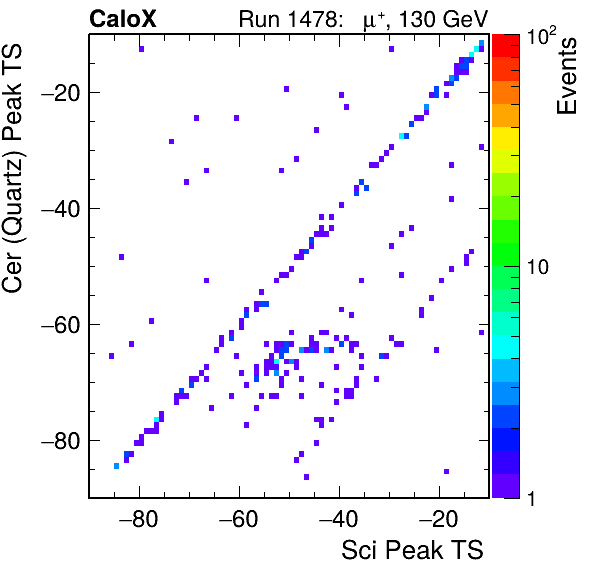 CaloX Run 1478: μ⁺, 130 GeV
Cer (Quartz) Peak TS
−20
−40
−60
−80
−80 −60 −40 −20
Sci Peak TS
10²
10
1
Events